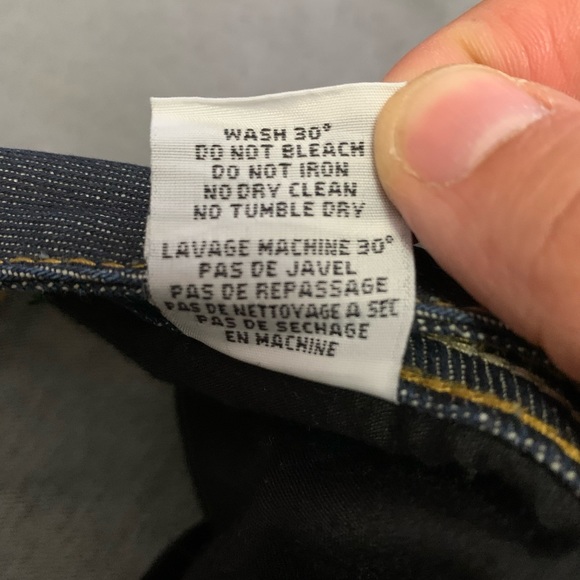 WASH 30°
DO NOT BLEACH
DO NOT IRON
NO DRY CLEAN
NO TUMBLE DRY
LAVAGE MACHINE 30°
PAS DE JAVEL
PAS DE REPASSAGE
PAS DE NETTOYAGE A SEC
PAS DE SECHAGE
EN MACHINE